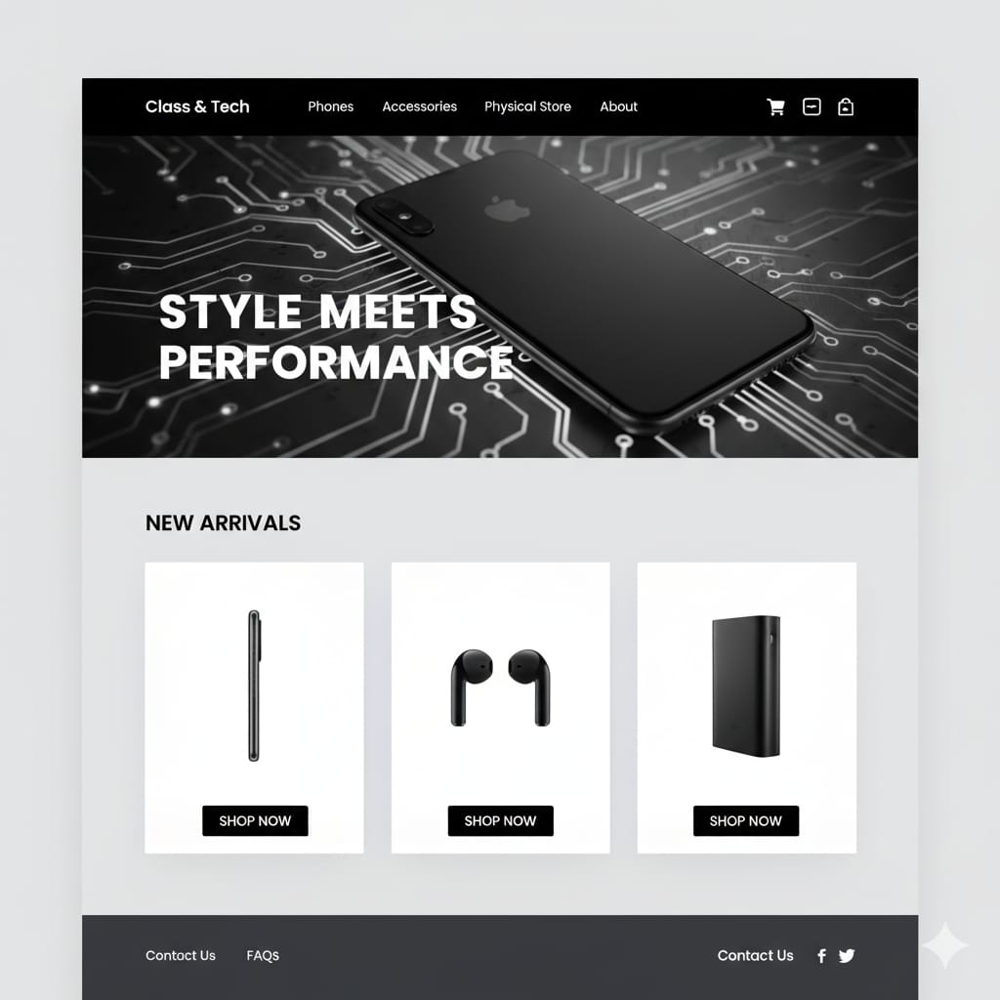 Class & Tech
Phones
Accessories
Physical Store
About
STYLE MEETS
PERFORMANCE
NEW ARRIVALS
SHOP NOW
SHOP NOW
SHOP NOW
Contact Us
FAQs
Contact Us